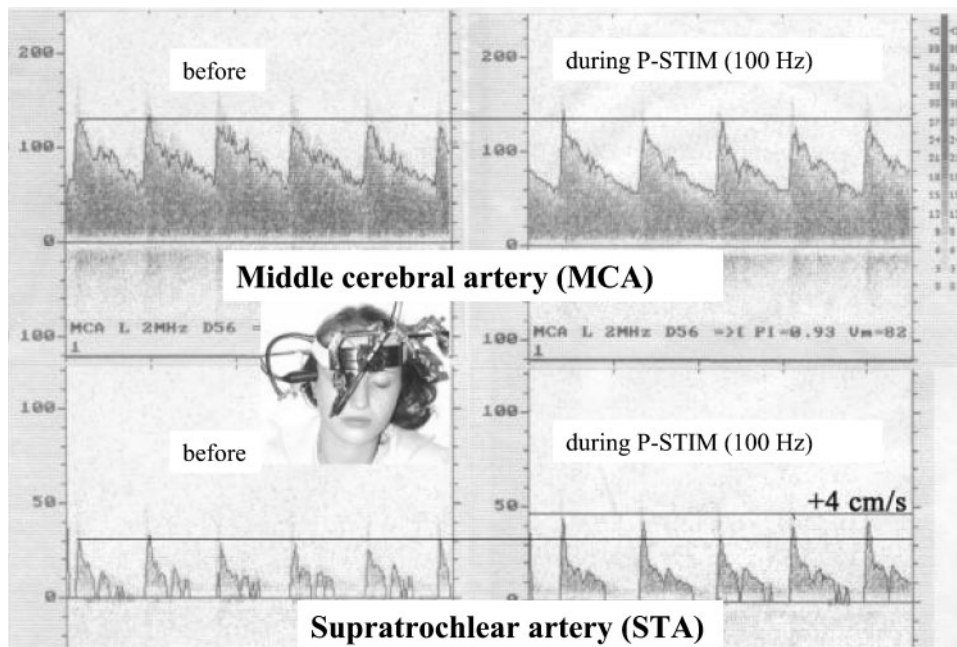 before
during P-STIM (100 Hz)
200
100
0
100
200
100
0
100
Middle cerebral artery (MCA)
MCA L 2MHz D56 =
1
MCA L 2MHz D56 =>[ PI=0.93 Vm=82
1
before
during P-STIM (100 Hz)
+4 cm/s
100
50
0
100
50
0
Supratrochlear artery (STA)